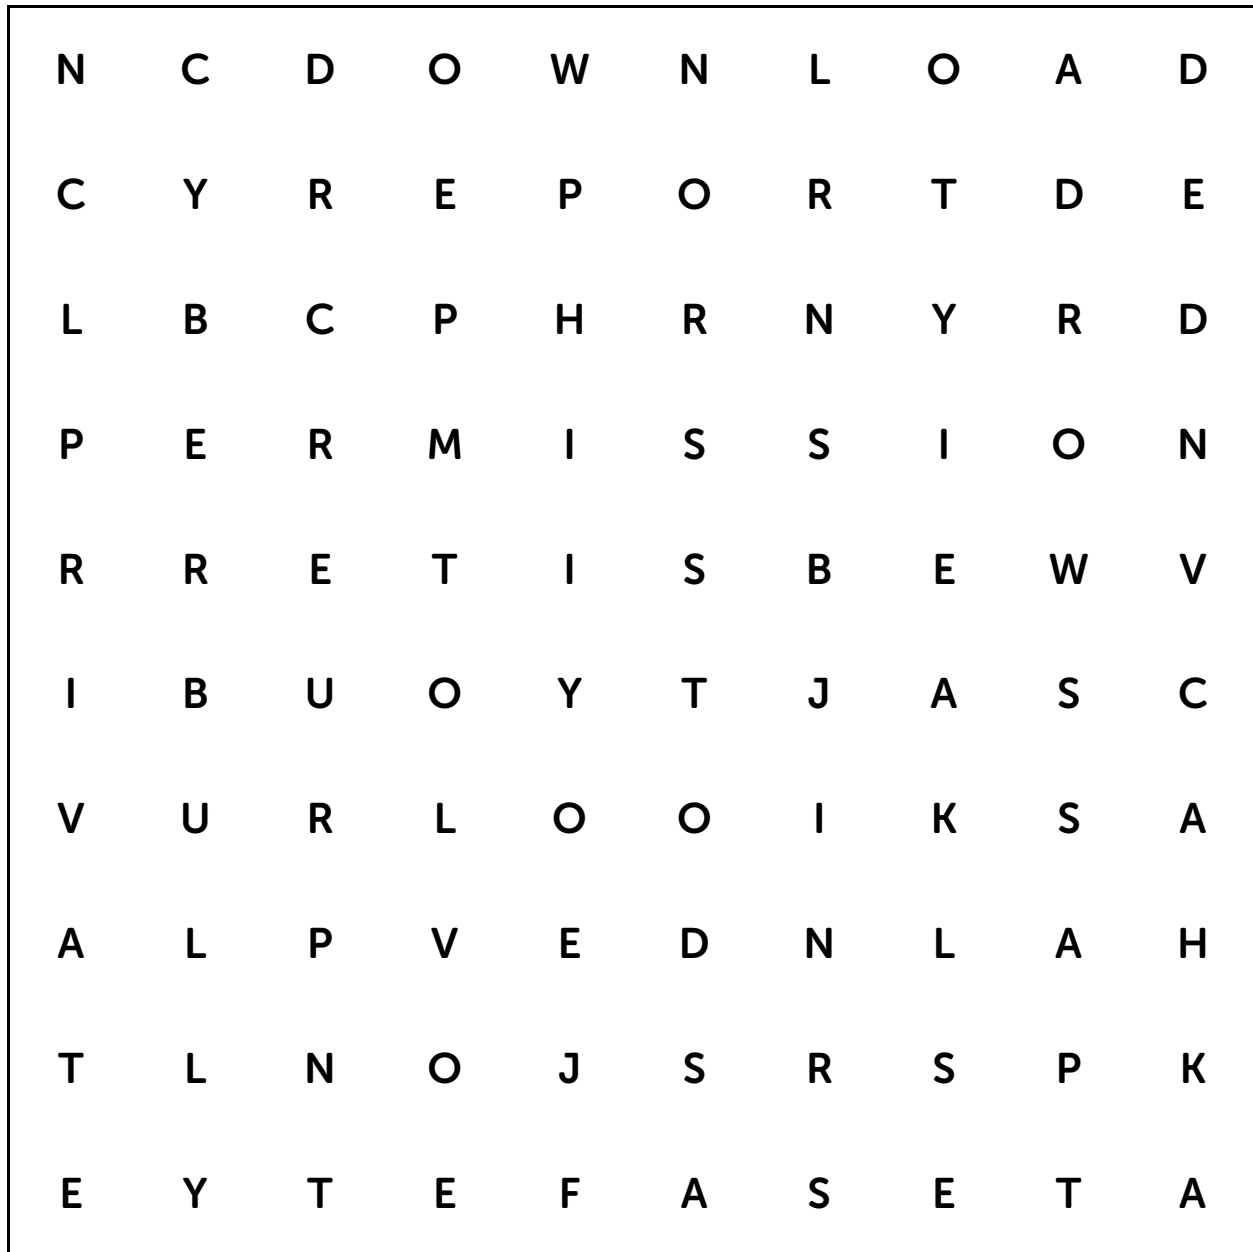 N C D O W N L O A D
C Y R E P O R T D E
L B C P H R N Y R D
P E R M I S S I O N
R R E T I S B E W V
I B U O Y T J A S C
V U R L O O I K S A
A L P V E D N L A H
T L N O J S R S P K
E Y T E F A S E T A